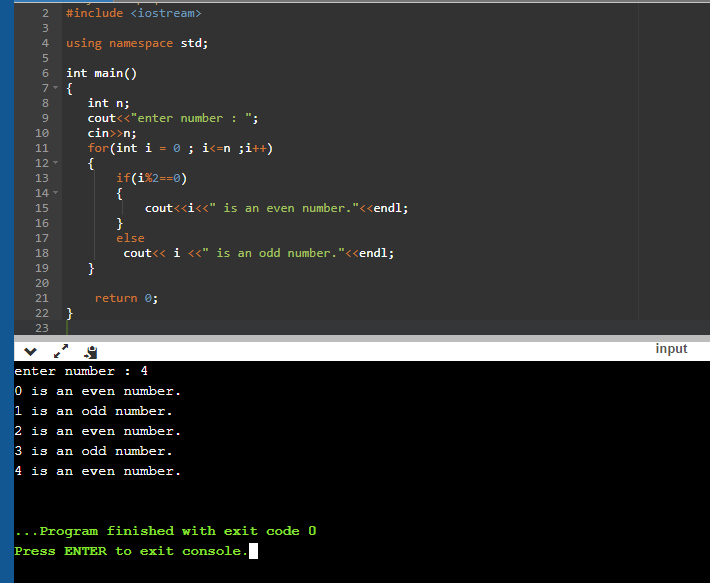 2 #include <iostream>
3
4 using namespace std;
5
6 int main()
7 {
8 int n;
9 cout<<"enter number : ";
10 cin>>n;
11 for(int i = 0 ; i<=n ;i++)
12 {
13 if(i%2==0)
14 {
15 cout<<i<<" is an even number."<<endl;
16 }
17 else
18 cout<< i <<" is an odd number."<<endl;
19 }
20
21 return 0;
22 }
23
input
enter number : 4
0 is an even number.
1 is an odd number.
2 is an even number.
3 is an odd number.
4 is an even number.
...Program finished with exit code 0
Press ENTER to exit console.